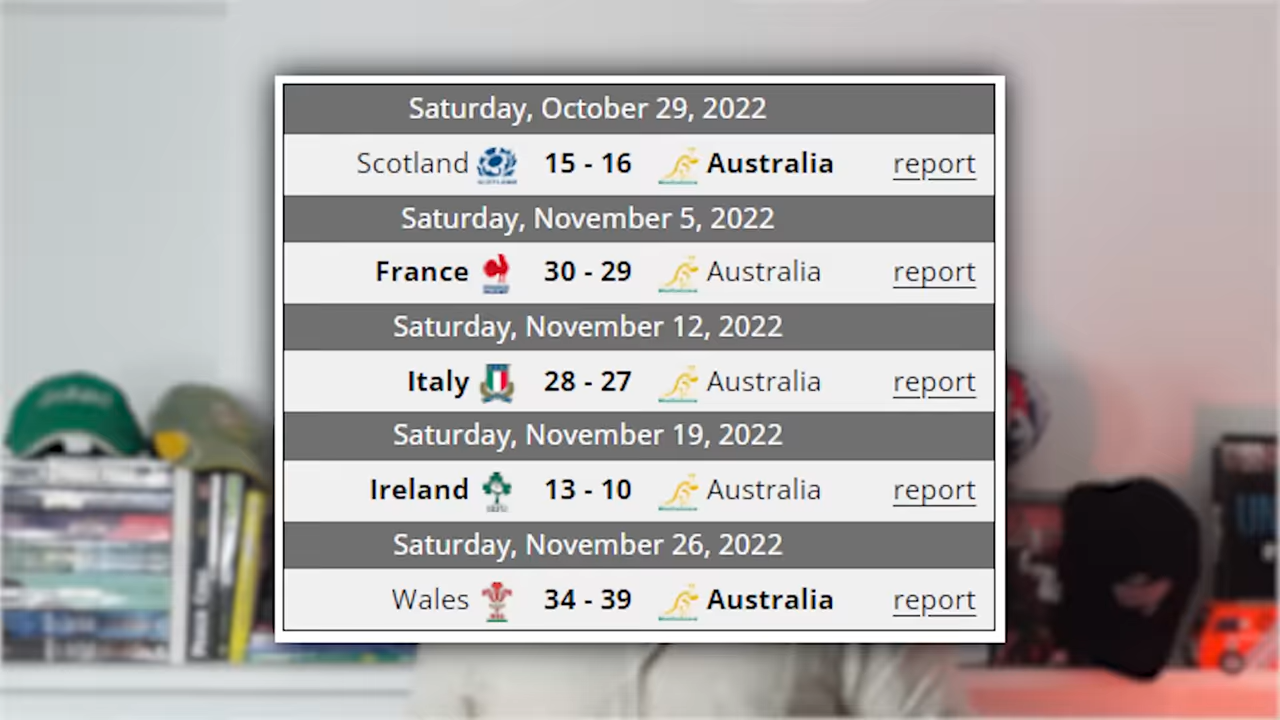 Saturday, October 29, 2022
Scotland 15 - 16 Australia report
Saturday, November 5, 2022
France 30 - 29 Australia report
Saturday, November 12, 2022
Italy 28 - 27 Australia report
Saturday, November 19, 2022
Ireland 13 - 10 Australia report
Saturday, November 26, 2022
Wales 34 - 39 Australia report